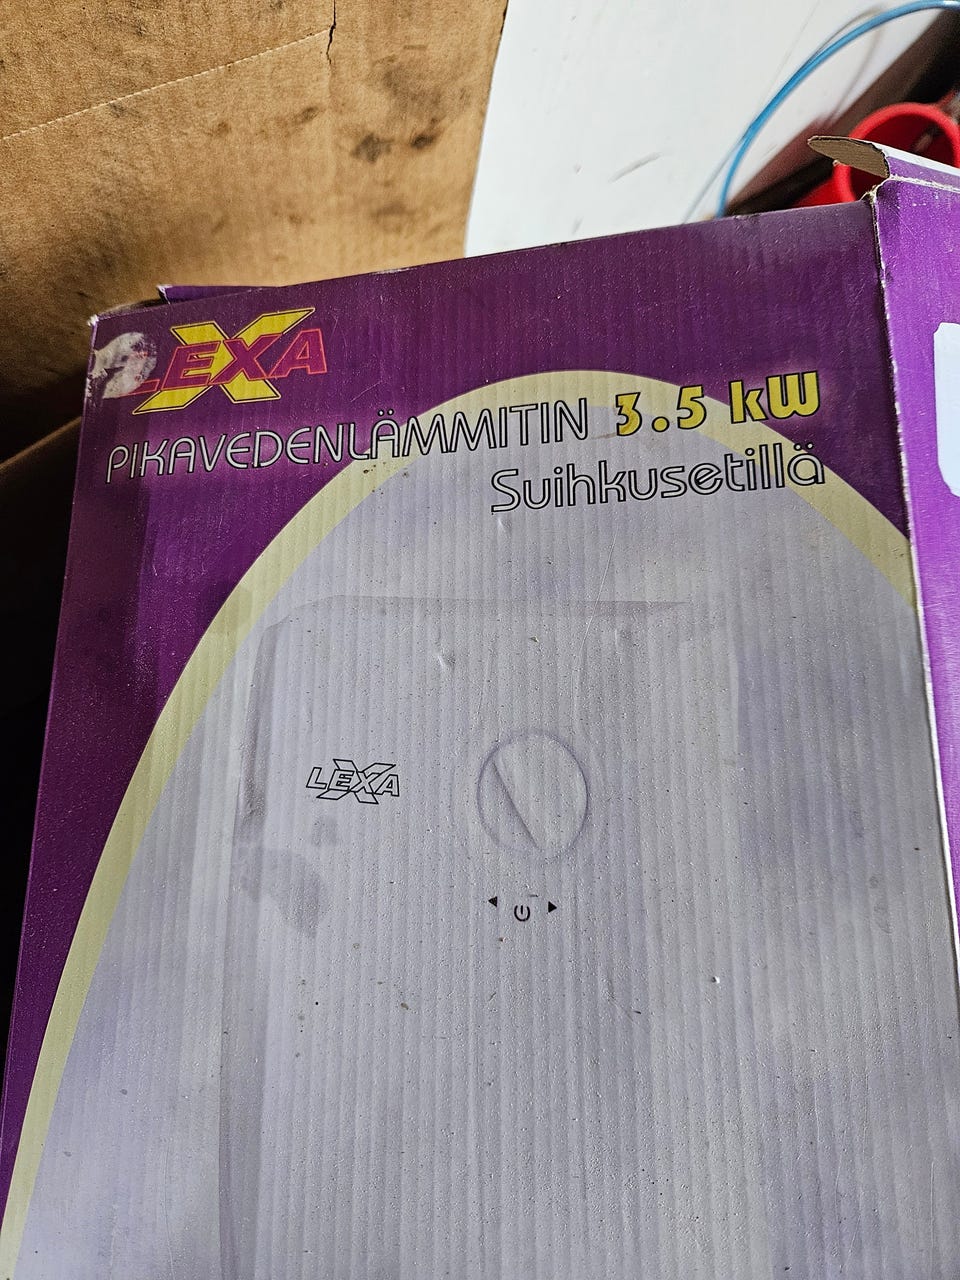 LEXA
PIKAVEDENLÄMMITIN 3.5 kW
Suihkusetillä
LEXA